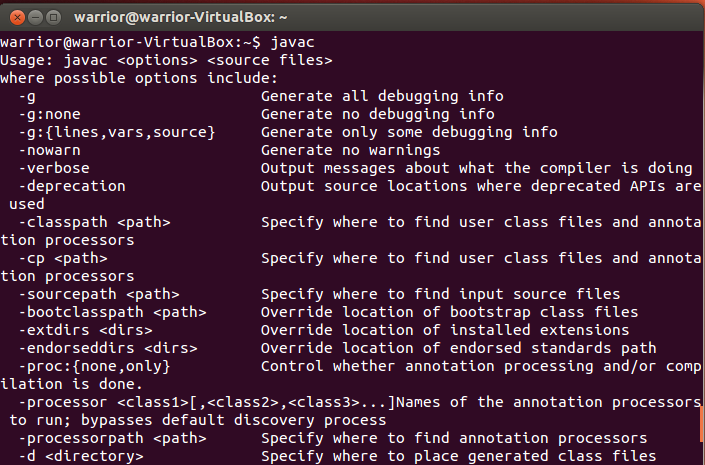 warrior@warrior-VirtualBox: ~
warrior@warrior-VirtualBox:~$ javac
Usage: javac <options> <source files>
where possible options include:
  -g                         Generate all debugging info
  -g:none                    Generate no debugging info
  -g:{lines,vars,source}     Generate only some debugging info
  -nowarn                    Generate no warnings
  -verbose                   Output messages about what the compiler is doing
  -deprecation               Output source locations where deprecated APIs are
 used
  -classpath <path>          Specify where to find user class files and annota
tion processors
  -cp <path>                 Specify where to find user class files and annota
tion processors
  -sourcepath <path>         Specify where to find input source files
  -bootclasspath <path>      Override location of bootstrap class files
  -extdirs <dirs>            Override location of installed extensions
  -endorseddirs <dirs>       Override location of endorsed standards path
  -proc:{none,only}          Control whether annotation processing and/or comp
ilation is done.
  -processor <class1>[,<class2>,<class3>...]Names of the annotation processors
 to run; bypasses default discovery process
  -processorpath <path>      Specify where to find annotation processors
  -d <directory>             Specify where to place generated class files